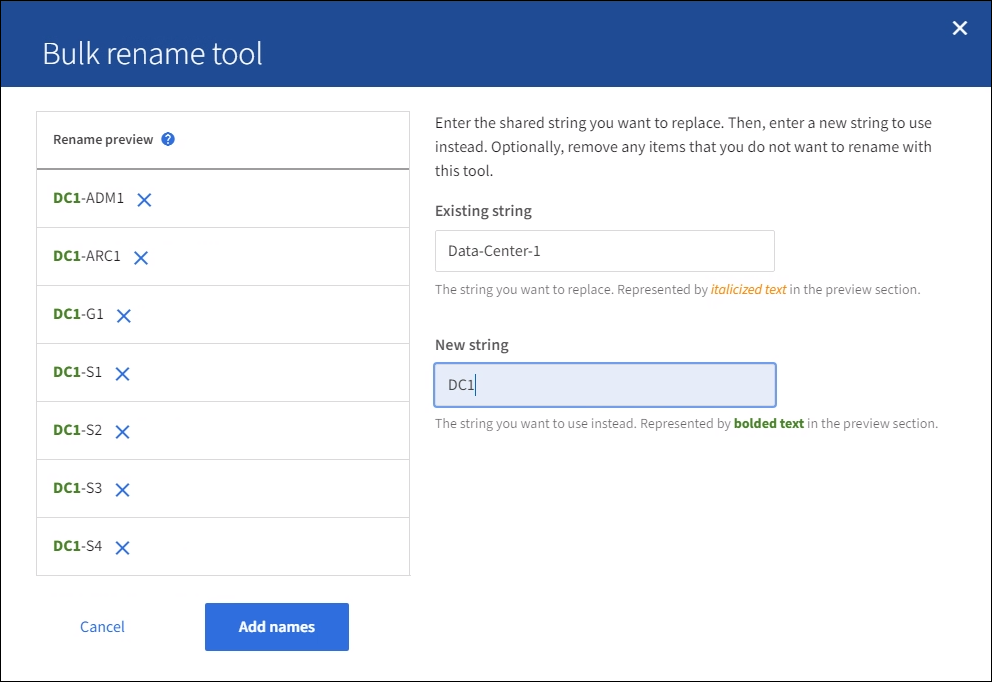 Bulk rename tool
Rename preview ?
DC1-ADM1
DC1-ARC1
DC1-G1
DC1-S1
DC1-S2
DC1-S3
DC1-S4
Cancel
Add names
Enter the shared string you want to replace. Then, enter a new string to use
instead. Optionally, remove any items that you do not want to rename with
this tool.
Existing string
Data-Center-1
The string you want to replace. Represented by italicized text in the preview section.
New string
DC1
The string you want to use instead. Represented by bolded text in the preview section.